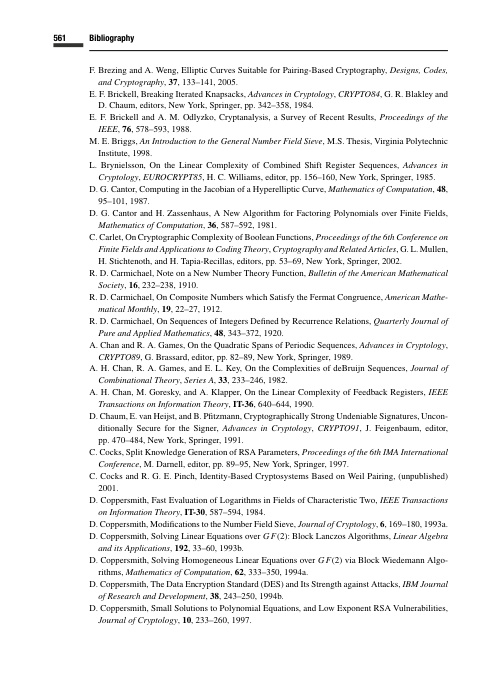 561 Bibliography
F. Brezing and A. Weng, Elliptic Curves Suitable for Pairing-Based Cryptography, Designs, Codes,
and Cryptography, 37, 133–141, 2005.
E. F. Brickell, Breaking Iterated Knapsacks, Advances in Cryptology, CRYPTO84, G. R. Blakley and
D. Chaum, editors, New York, Springer, pp. 342–358, 1984.
E. F. Brickell and A. M. Odlyzko, Cryptanalysis, a Survey of Recent Results, Proceedings of the
IEEE, 76, 578–593, 1988.
M. E. Briggs, An Introduction to the General Number Field Sieve, M.S. Thesis, Virginia Polytechnic
Institute, 1998.
L. Brynielsson, On the Linear Complexity of Combined Shift Register Sequences, Advances in
Cryptology, EUROCRYPT85, H. C. Williams, editor, pp. 156–160, New York, Springer, 1985.
D. G. Cantor, Computing in the Jacobian of a Hyperelliptic Curve, Mathematics of Computation, 48,
95–101, 1987.
D. G. Cantor and H. Zassenhaus, A New Algorithm for Factoring Polynomials over Finite Fields,
Mathematics of Computation, 36, 587–592, 1981.
C. Carlet, On Cryptographic Complexity of Boolean Functions, Proceedings of the 6th Conference on
Finite Fields and Applications to Coding Theory, Cryptography and Related Articles, G. L. Mullen,
H. Stichtenoth, and H. Tapia-Recillas, editors, pp. 53–69, New York, Springer, 2002.
R. D. Carmichael, Note on a New Number Theory Function, Bulletin of the American Mathematical
Society, 16, 232–238, 1910.
R. D. Carmichael, On Composite Numbers which Satisfy the Fermat Congruence, American Mathe-
matical Monthly, 19, 22–27, 1912.
R. D. Carmichael, On Sequences of Integers Defined by Recurrence Relations, Quarterly Journal of
Pure and Applied Mathematics, 48, 343–372, 1920.
A. Chan and R. A. Games, On the Quadratic Spans of Periodic Sequences, Advances in Cryptology,
CRYPTO89, G. Brassard, editor, pp. 82–89, New York, Springer, 1989.
A. H. Chan, R. A. Games, and E. L. Key, On the Complexities of deBruijn Sequences, Journal of
Combinational Theory, Series A, 33, 233–246, 1982.
A. H. Chan, M. Goresky, and A. Klapper, On the Linear Complexity of Feedback Registers, IEEE
Transactions on Information Theory, IT-36, 640–644, 1990.
D. Chaum, E. van Heijst, and B. Pfitzmann, Cryptographically Strong Undeniable Signatures, Uncon-
ditionally Secure for the Signer, Advances in Cryptology, CRYPTO91, J. Feigenbaum, editor,
pp. 470–484, New York, Springer, 1991.
C. Cocks, Split Knowledge Generation of RSA Parameters, Proceedings of the 6th IMA International
Conference, M. Darnell, editor, pp. 89–95, New York, Springer, 1997.
C. Cocks and R. G. E. Pinch, Identity-Based Cryptosystems Based on Weil Pairing, (unpublished)
2001.
D. Coppersmith, Fast Evaluation of Logarithms in Fields of Characteristic Two, IEEE Transactions
on Information Theory, IT-30, 587–594, 1984.
D. Coppersmith, Modifications to the Number Field Sieve, Journal of Cryptology, 6, 169–180, 1993a.
D. Coppersmith, Solving Linear Equations over GF(2): Block Lanczos Algorithms, Linear Algebra
and its Applications, 192, 33–60, 1993b.
D. Coppersmith, Solving Homogeneous Linear Equations over GF(2) via Block Wiedemann Algo-
rithms, Mathematics of Computation, 62, 333–350, 1994a.
D. Coppersmith, The Data Encryption Standard (DES) and Its Strength against Attacks, IBM Journal
of Research and Development, 38, 243–250, 1994b.
D. Coppersmith, Small Solutions to Polynomial Equations, and Low Exponent RSA Vulnerabilities,
Journal of Cryptology, 10, 233–260, 1997.